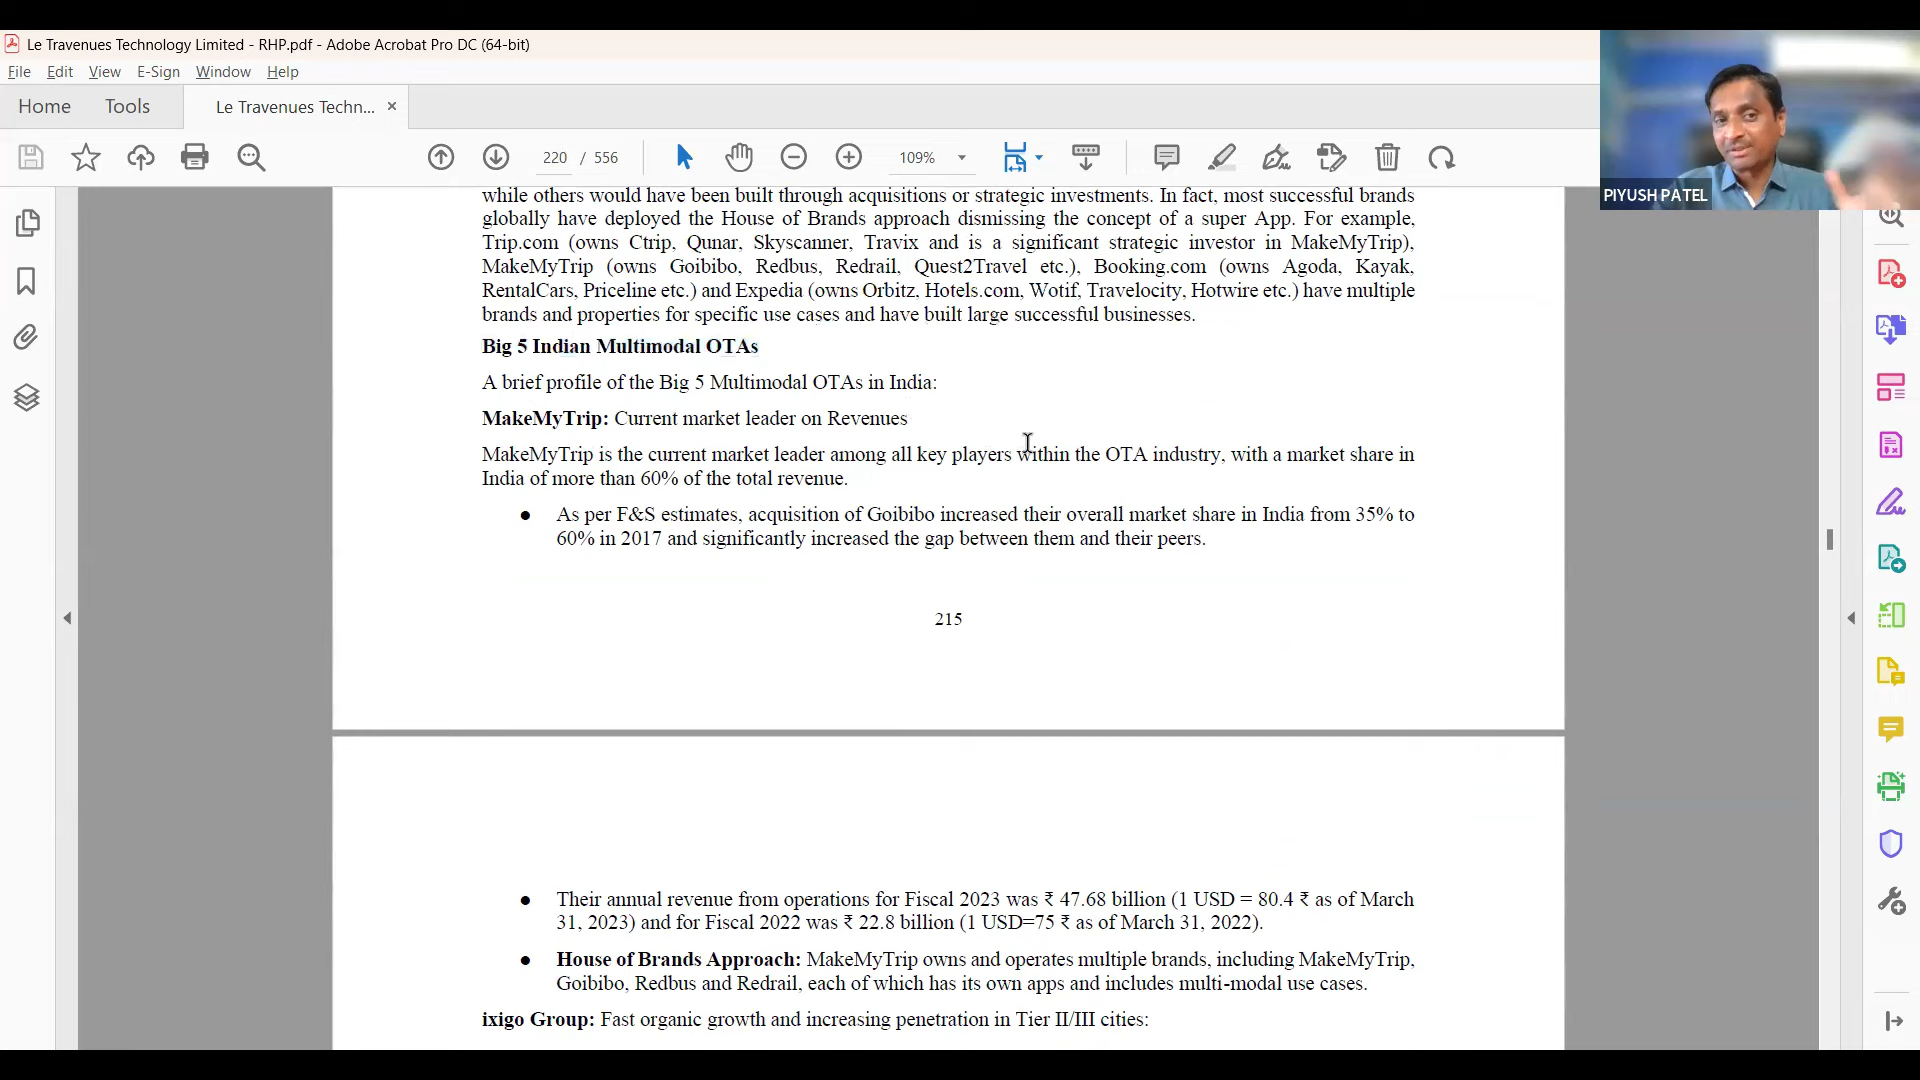 Le Travenues Technology Limited - RHP.pdf - Adobe Acrobat Pro DC (64-bit)
File Edit View E-Sign Window Help
Home Tools Le Travenues Techn... ×
220 / 556 109%
PIYUSH PATEL
while others would have been built through acquisitions or strategic investments. In fact, most successful brands
globally have deployed the House of Brands approach dismissing the concept of a super App. For example,
Trip.com (owns Ctrip, Qunar, Skyscanner, Travix and is a significant strategic investor in MakeMyTrip),
MakeMyTrip (owns Goibibo, Redbus, Redrail, Quest2Travel etc.), Booking.com (owns Agoda, Kayak,
RentalCars, Priceline etc.) and Expedia (owns Orbitz, Hotels.com, Wotif, Travelocity, Hotwire etc.) have multiple
brands and properties for specific use cases and have built large successful businesses.
Big 5 Indian Multimodal OTAs
A brief profile of the Big 5 Multimodal OTAs in India:
MakeMyTrip: Current market leader on Revenues
MakeMyTrip is the current market leader among all key players within the OTA industry, with a market share in
India of more than 60% of the total revenue.
● As per F&S estimates, acquisition of Goibibo increased their overall market share in India from 35% to
60% in 2017 and significantly increased the gap between them and their peers.
215
● Their annual revenue from operations for Fiscal 2023 was ₹ 47.68 billion (1 USD = 80.4 ₹ as of March
31, 2023) and for Fiscal 2022 was ₹ 22.8 billion (1 USD=75 ₹ as of March 31, 2022).
● House of Brands Approach: MakeMyTrip owns and operates multiple brands, including MakeMyTrip,
Goibibo, Redbus and Redrail, each of which has its own apps and includes multi-modal use cases.
ixigo Group: Fast organic growth and increasing penetration in Tier II/III cities: